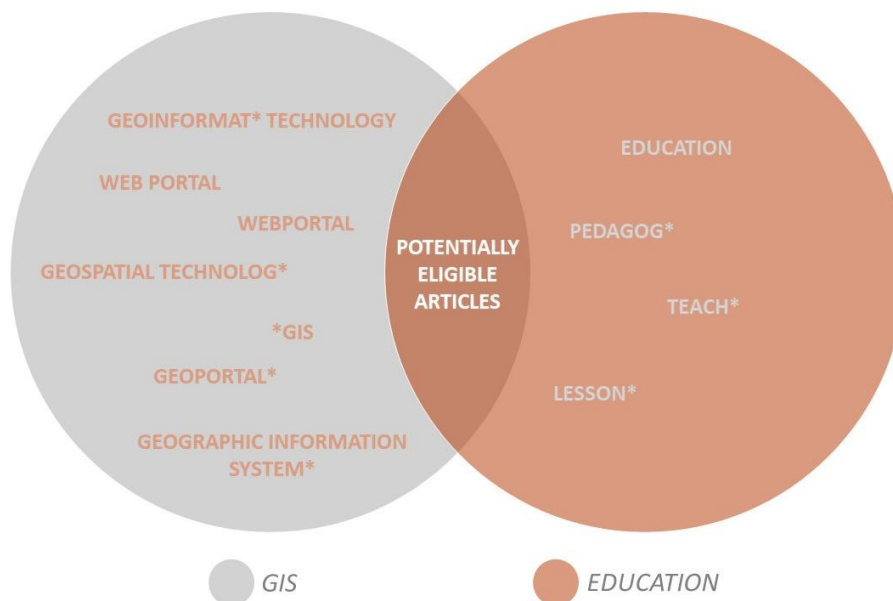 GEOINFORMAT* TECHNOLOGY
WEB PORTAL
WEBPORTAL
GEOSPATIAL TECHNOLOG*
*GIS
GEOPORTAL*
GEOGRAPHIC INFORMATION
SYSTEM*
POTENTIALLY
ELIGIBLE
ARTICLES
EDUCATION
PEDAGOG*
TEACH*
LESSON*
GIS
EDUCATION